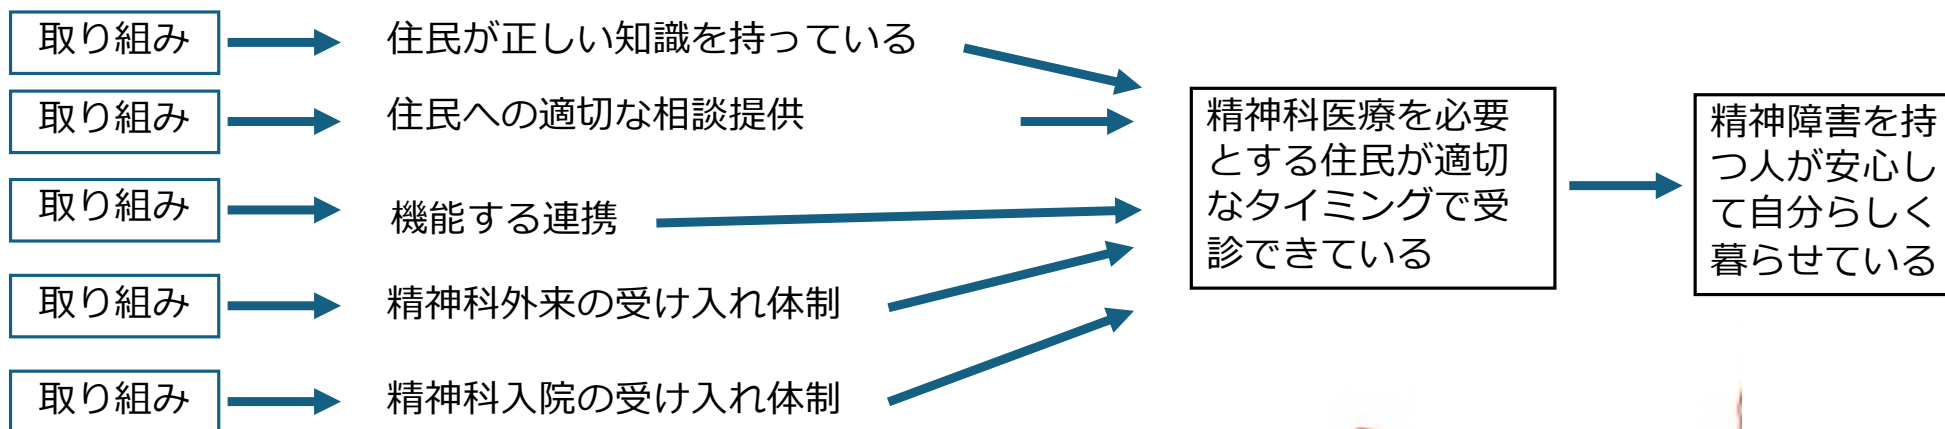 取り組み
住民が正しい知識を持っている
取り組み
住民への適切な相談提供
取り組み
機能する連携
取り組み
精神科外来の受け入れ体制
取り組み
精神科入院の受け入れ体制
精神科医療を必要
とする住民が適切
なタイミングで受
診できている
精神障害を持
つ人が安心し
て自分らしく
暮らせている